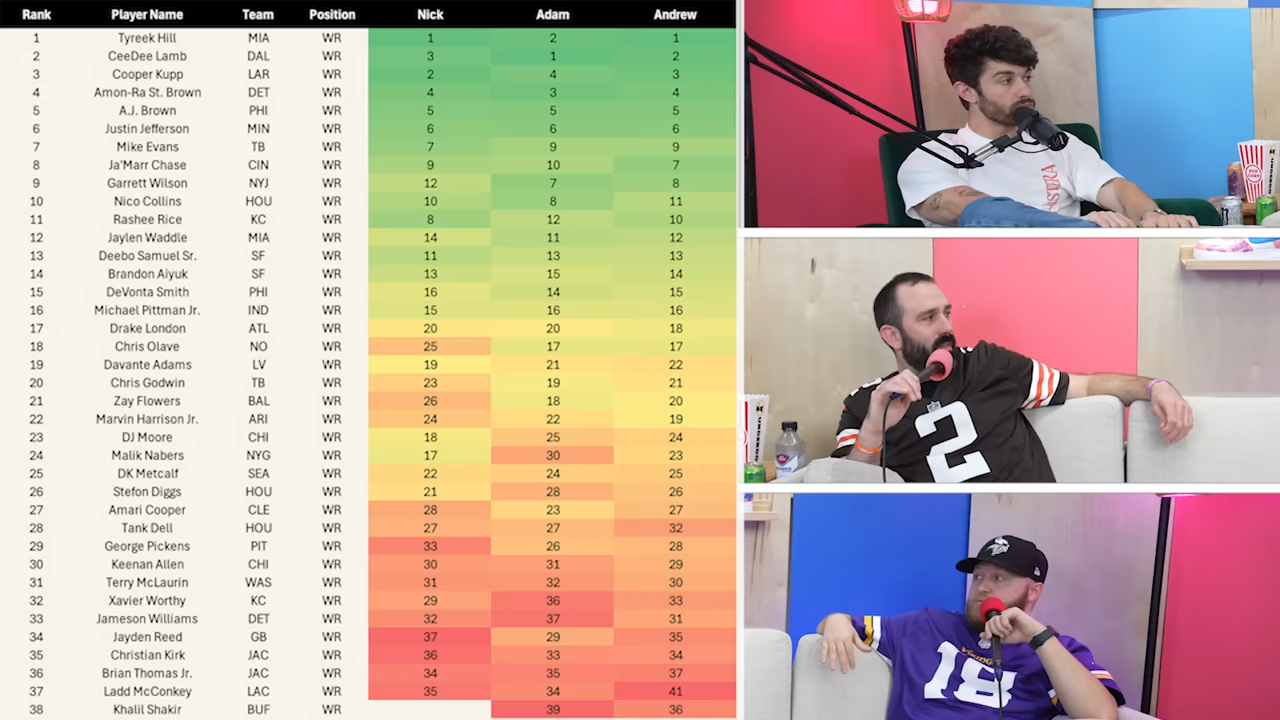 Rank Player Name Team Position Nick Adam Andrew
1 Tyreek Hill MIA WR 1 2 1
2 CeeDee Lamb DAL WR 3 1 2
3 Cooper Kupp LAR WR 2 4 3
4 Amon-Ra St. Brown DET WR 4 3 4
5 A.J. Brown PHI WR 5 5 5
6 Justin Jefferson MIN WR 6 6 6
7 Mike Evans TB WR 7 9 9
8 Ja'Marr Chase CIN WR 9 10 7
9 Garrett Wilson NYJ WR 12 7 8
10 Nico Collins HOU WR 10 8 11
11 Rashee Rice KC WR 8 12 10
12 Jaylen Waddle MIA WR 14 11 12
13 Deebo Samuel Sr. SF WR 11 13 13
14 Brandon Aiyuk SF WR 13 15 14
15 DeVonta Smith PHI WR 16 14 15
16 Michael Pittman Jr. IND WR 15 16 16
17 Drake London ATL WR 20 20 18
18 Chris Olave NO WR 25 17 17
19 Davante Adams LV WR 19 21 22
20 Chris Godwin TB WR 23 19 21
21 Zay Flowers BAL WR 26 18 20
22 Marvin Harrison Jr. ARI WR 24 22 19
23 DJ Moore CHI WR 18 25 24
24 Malik Nabers NYG WR 17 30 23
25 DK Metcalf SEA WR 22 24 25
26 Stefon Diggs HOU WR 21 28 26
27 Amari Cooper CLE WR 28 23 27
28 Tank Dell HOU WR 27 27 32
29 George Pickens PIT WR 33 26 28
30 Keenan Allen CHI WR 30 31 29
31 Terry McLaurin WAS WR 31 32 30
32 Xavier Worthy KC WR 29 36 33
33 Jameson Williams DET WR 32 37 31
34 Jayden Reed GB WR 37 29 35
35 Christian Kirk JAC WR 36 33 34
36 Brian Thomas Jr. JAC WR 34 35 37
37 Ladd McConkey LAC WR 35 34 41
38 Khalil Shakir BUF WR 39 36
2
18